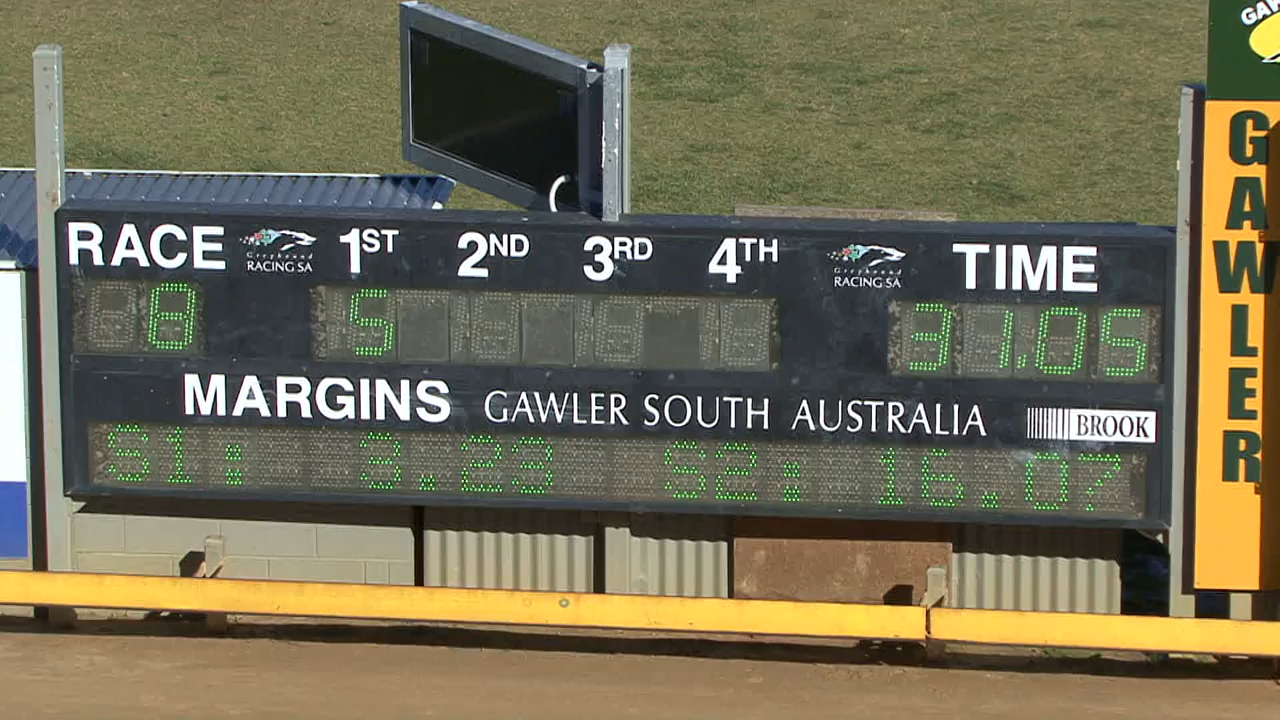 GAW
GAWLER
RACE
Greyhound
RACING SA
1ST 2ND 3RD 4TH
Greyhound
RACING SA
TIME
8 5 31.05
MARGINS GAWLER SOUTH AUSTRALIA BROOK
S1: 3.23 S2: 16.07